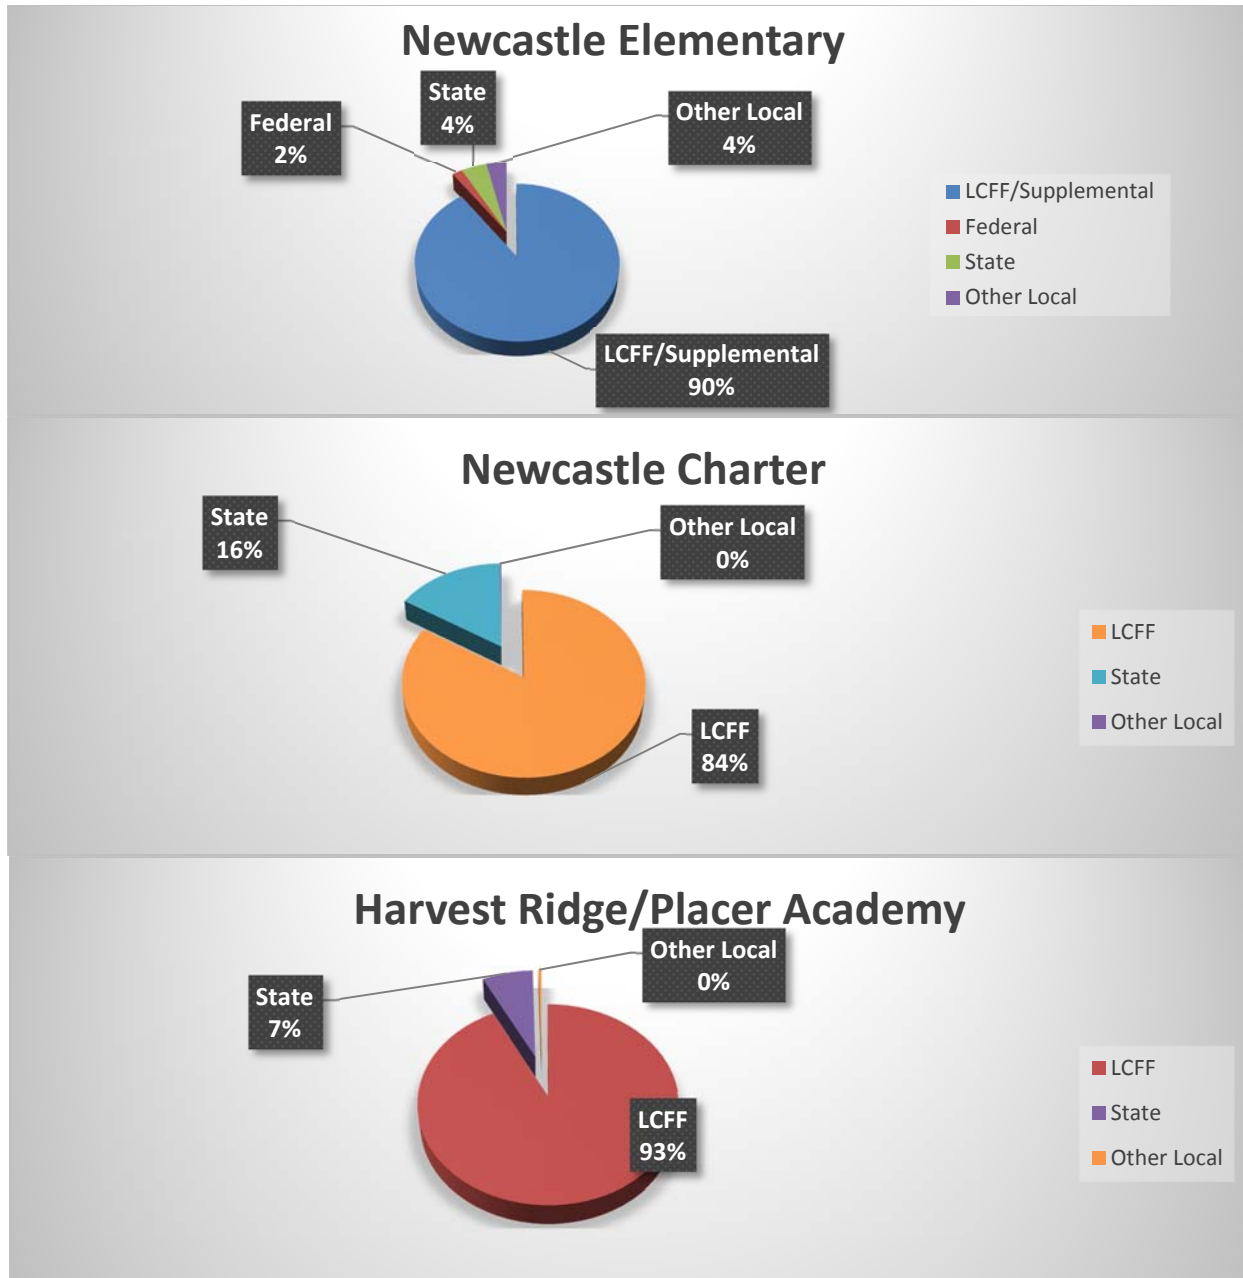 Newcastle Elementary
State
4%
Federal
2%
Other Local
4%
LCFF/Supplemental
Federal
State
Other Local
LCFF/Supplemental
90%
Newcastle Charter
State
16%
Other Local
0%
LCFF
State
Other Local
LCFF
84%
Harvest Ridge/Placer Academy
Other Local
0%
State
7%
LCFF
State
Other Local
LCFF
93%